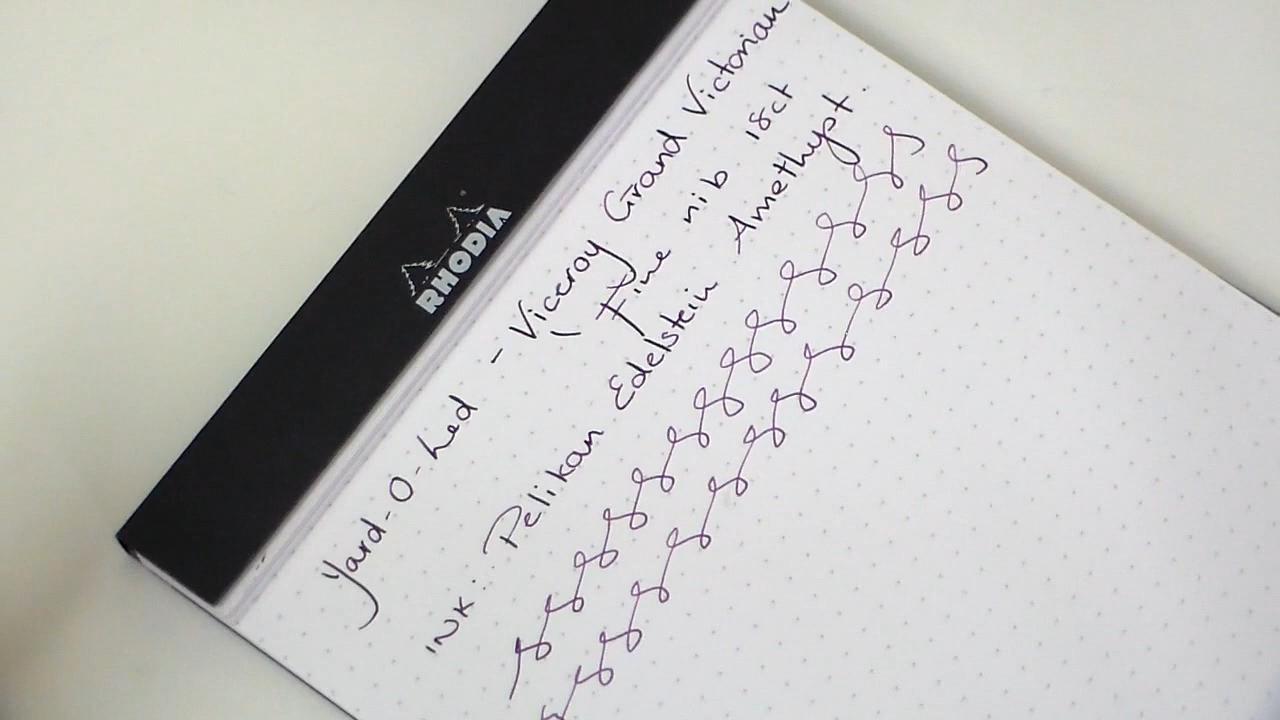 RHODIA
Yard-O-Led - Viceroy Grand Victorian
Fine nib 18ct
INK: Pelikan Edelstein Amethyst.